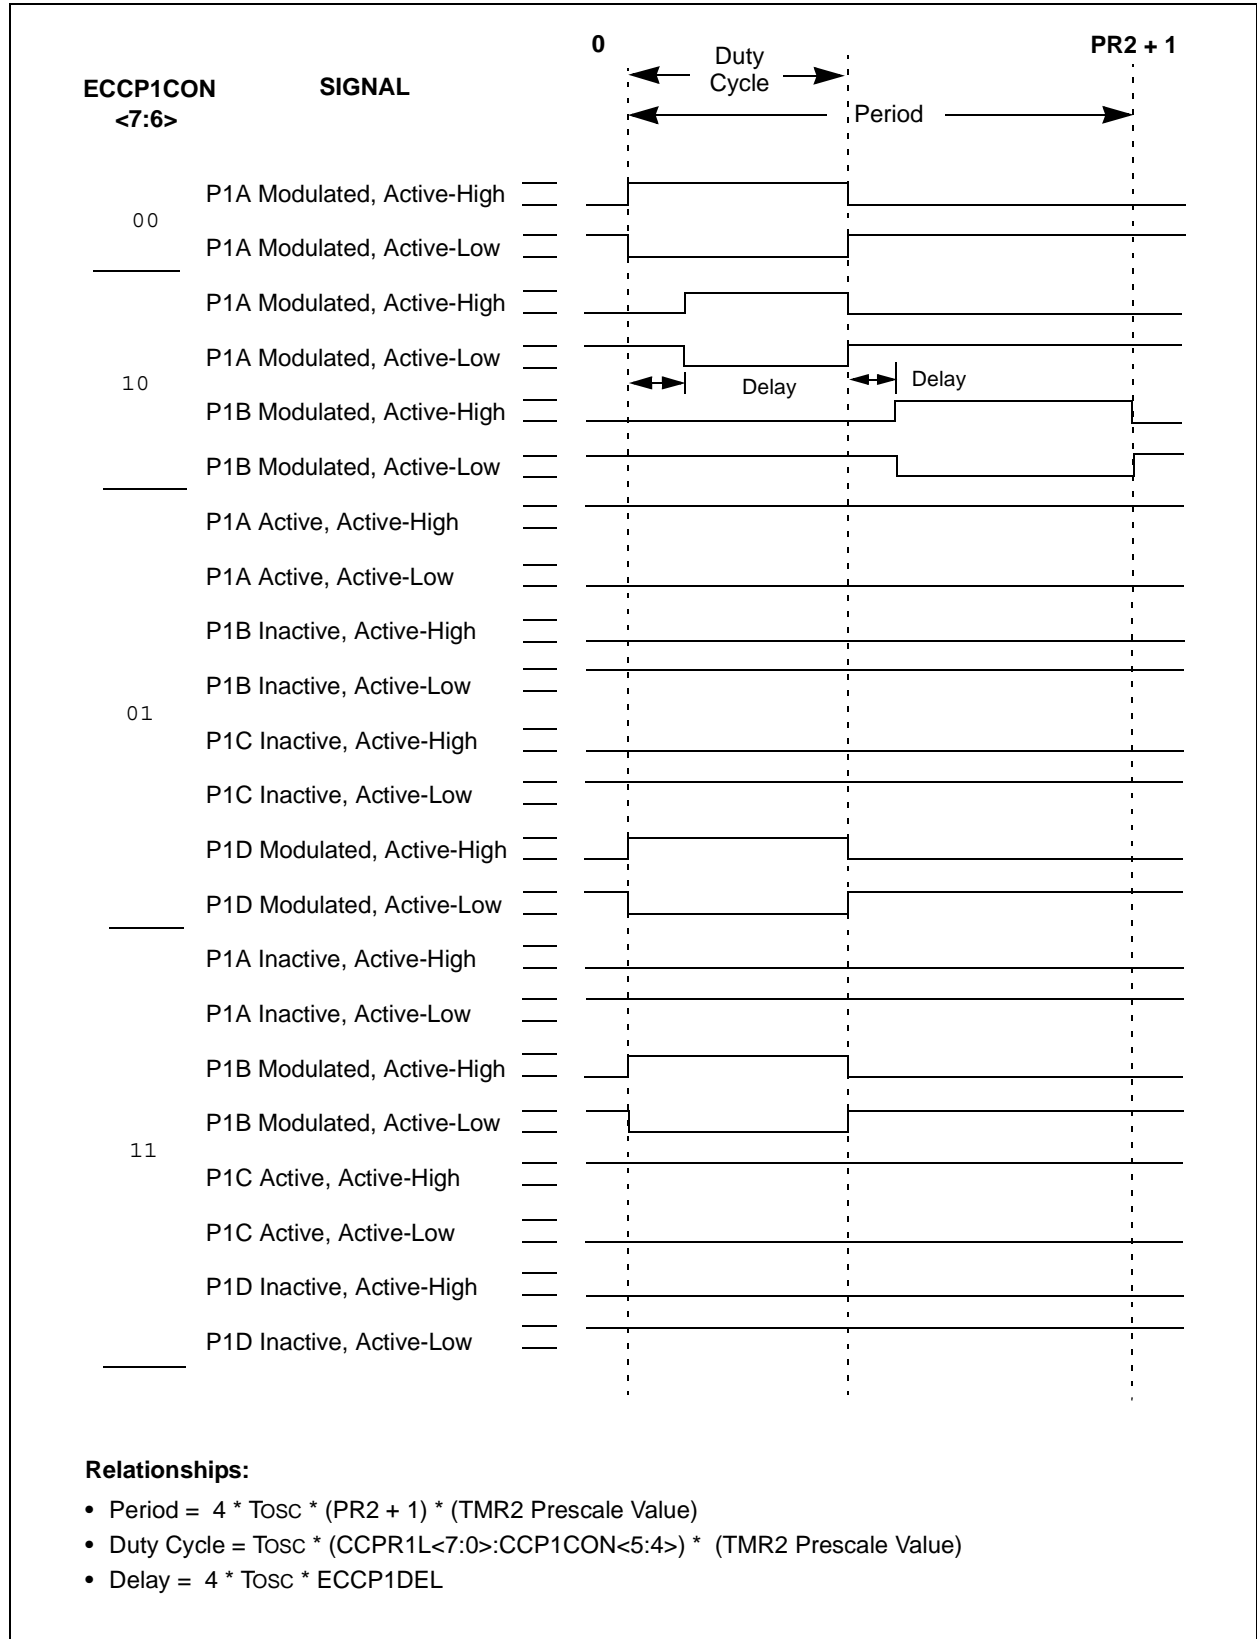 0
PR2 + 1
Duty
Cycle
ECCP1CON
<7:6>
SIGNAL
Period
00
P1A Modulated, Active-High
P1A Modulated, Active-Low
10
P1A Modulated, Active-High
P1A Modulated, Active-Low
Delay
Delay
P1B Modulated, Active-High
P1B Modulated, Active-Low
01
P1A Active, Active-High
P1A Active, Active-Low
P1B Inactive, Active-High
P1B Inactive, Active-Low
P1C Inactive, Active-High
P1C Inactive, Active-Low
P1D Modulated, Active-High
P1D Modulated, Active-Low
11
P1A Inactive, Active-High
P1A Inactive, Active-Low
P1B Modulated, Active-High
P1B Modulated, Active-Low
P1C Active, Active-High
P1C Active, Active-Low
P1D Inactive, Active-High
P1D Inactive, Active-Low
Relationships:
• Period = 4 * TOSC * (PR2 + 1) * (TMR2 Prescale Value)
• Duty Cycle = TOSC * (CCPR1L<7:0>:CCP1CON<5:4>) * (TMR2 Prescale Value)
• Delay = 4 * TOSC * ECCP1DEL